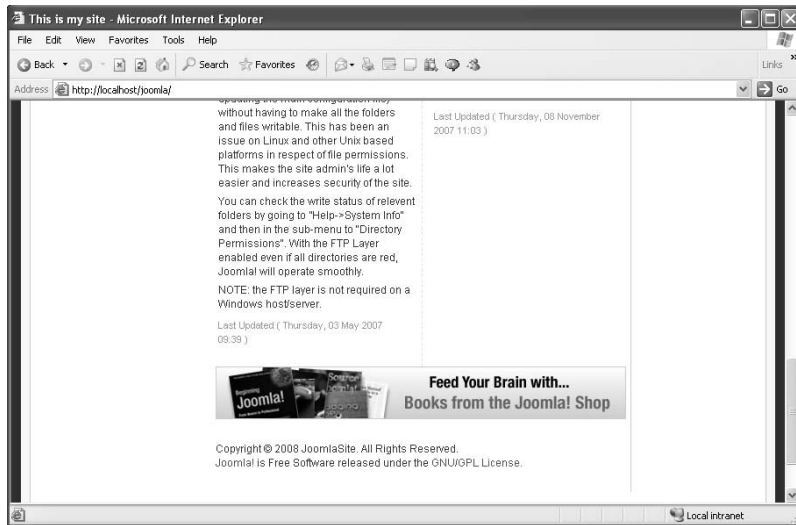 This is my site - Microsoft Internet Explorer
File Edit View Favorites Tools Help
Back Search Favorites Links »
Address http://localhost/joomla/ Go
updating the main configuration file)
without having to make all the folders
and files writable. This has been an
issue on Linux and other Unix based
platforms in respect of file permissions.
This makes the site admin's life a lot
easier and increases security of the site.
You can check the write status of relevent
folders by going to "Help->System Info"
and then in the sub-menu to "Directory
Permissions". With the FTP Layer
enabled even if all directories are red,
Joomla! will operate smoothly.
NOTE: the FTP layer is not required on a
Windows host/server.
Last Updated ( Thursday, 03 May 2007
09:39 )
Last Updated ( Thursday, 08 November
2007 11:03 )
Beginning
Joomla!
Feed Your Brain with...
Books from the Joomla! Shop
Copyright © 2008 JoomlaSite. All Rights Reserved.
Joomla! is Free Software released under the GNU/GPL License.
Local intranet